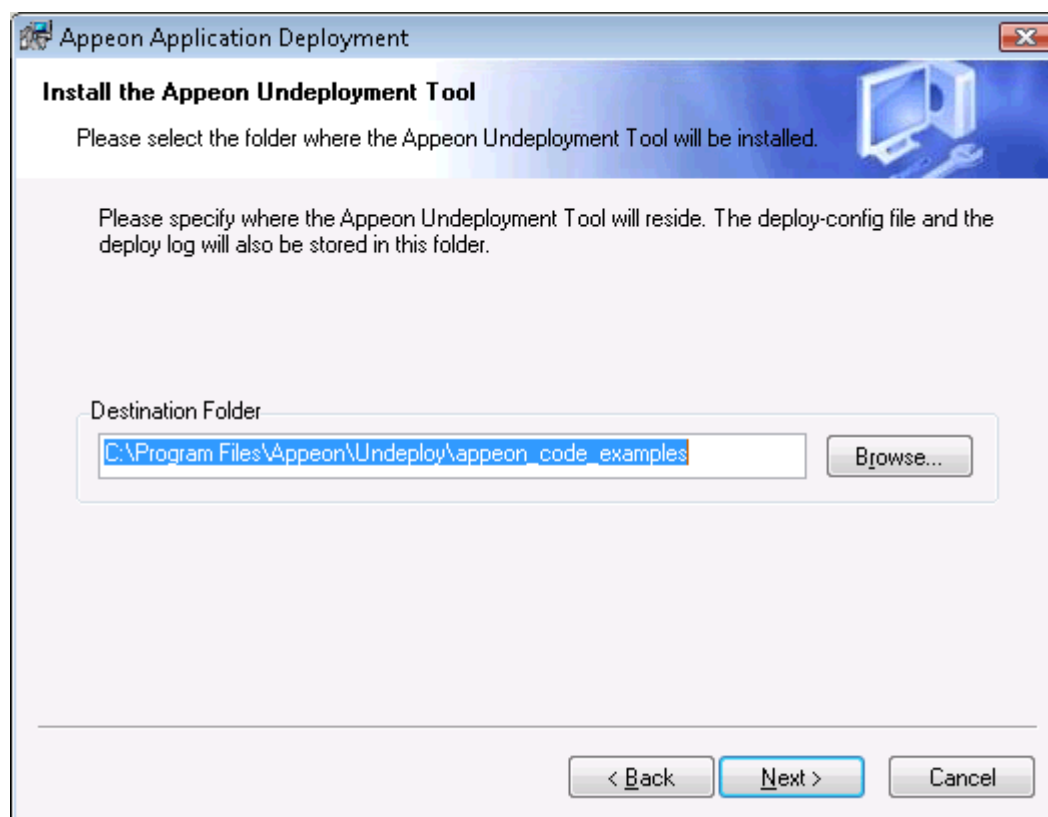 Appeon Application Deployment
Install the Appeon Undeployment Tool
Please select the folder where the Appeon Undeployment Tool will be installed.
Please specify where the Appeon Undeployment Tool will reside. The deploy-config file and the
deploy log will also be stored in this folder.
Destination Folder
C:\Program Files\Appeon\Undeploy\appeon_code_examples
Browse...
< Back
Next >
Cancel